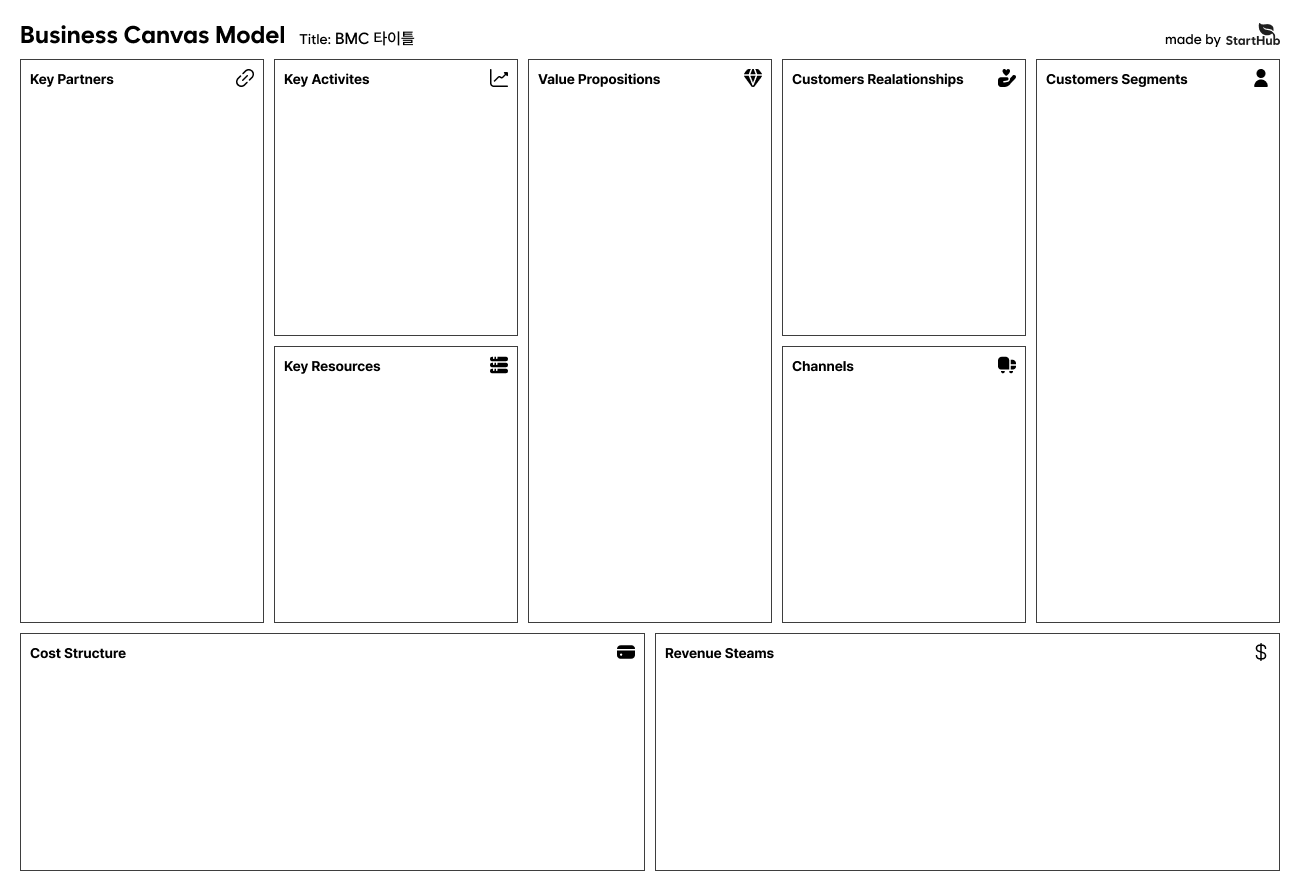 Business Canvas Model
Title: BMC 타이틀
made by StartHub
Key Partners
Key Activites
Value Propositions
Customers Realationships
Customers Segments
Key Resources
Channels
Cost Structure
Revenue Steams